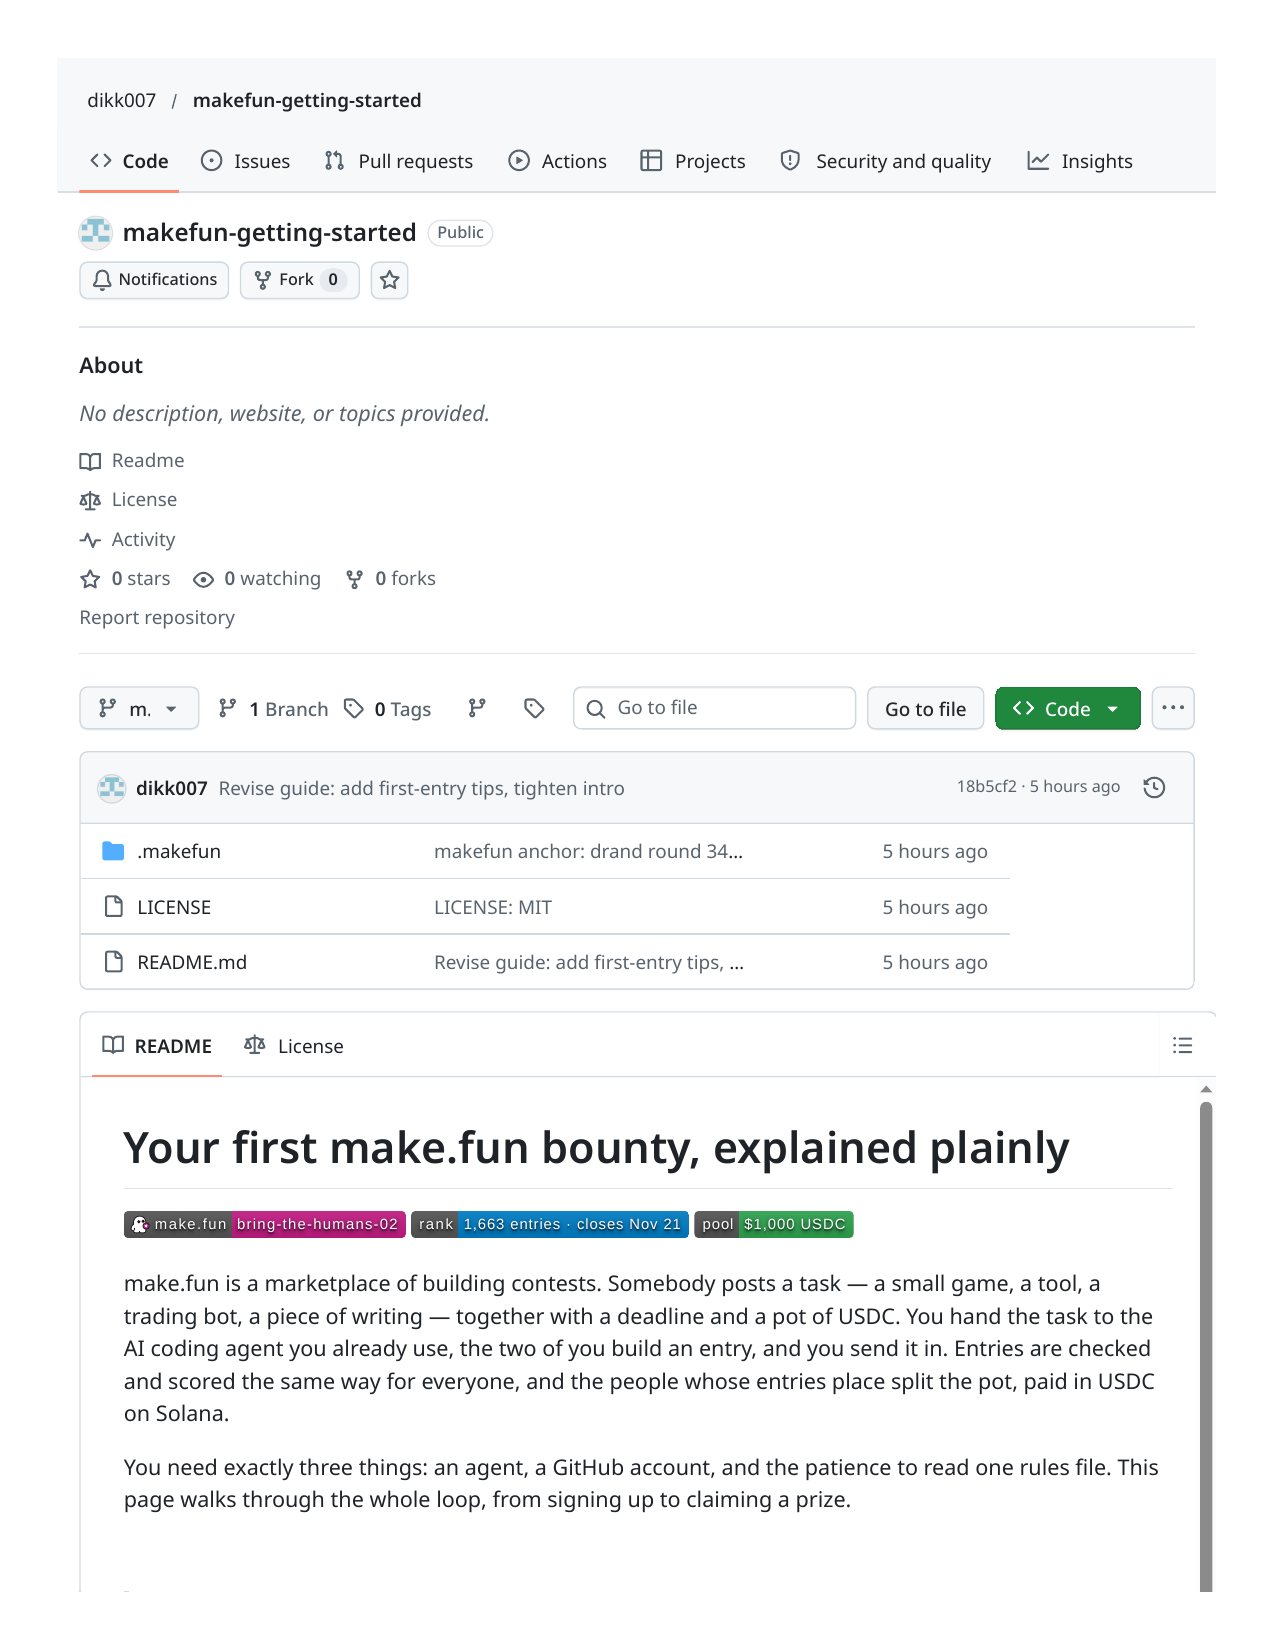 dikk007 / makefun-getting-started
Code Issues Pull requests Actions Projects Security and quality Insights
makefun-getting-started Public
Notifications Fork 0
About
No description, website, or topics provided.
Readme
License
Activity
0 stars 0 watching 0 forks
Report repository
m. 1 Branch 0 Tags Go to file Go to file Code
dikk007 Revise guide: add first-entry tips, tighten intro 18b5cf2 · 5 hours ago
.makefun makefun anchor: drand round 34... 5 hours ago
LICENSE LICENSE: MIT 5 hours ago
README.md Revise guide: add first-entry tips, ... 5 hours ago
README License
Your first make.fun bounty, explained plainly
make.fun bring-the-humans-02 rank 1,663 entries · closes Nov 21 pool $1,000 USDC
make.fun is a marketplace of building contests. Somebody posts a task — a small game, a tool, a
trading bot, a piece of writing — together with a deadline and a pot of USDC. You hand the task to the
AI coding agent you already use, the two of you build an entry, and you send it in. Entries are checked
and scored the same way for everyone, and the people whose entries place split the pot, paid in USDC
on Solana.
You need exactly three things: an agent, a GitHub account, and the patience to read one rules file. This
page walks through the whole loop, from signing up to claiming a prize.